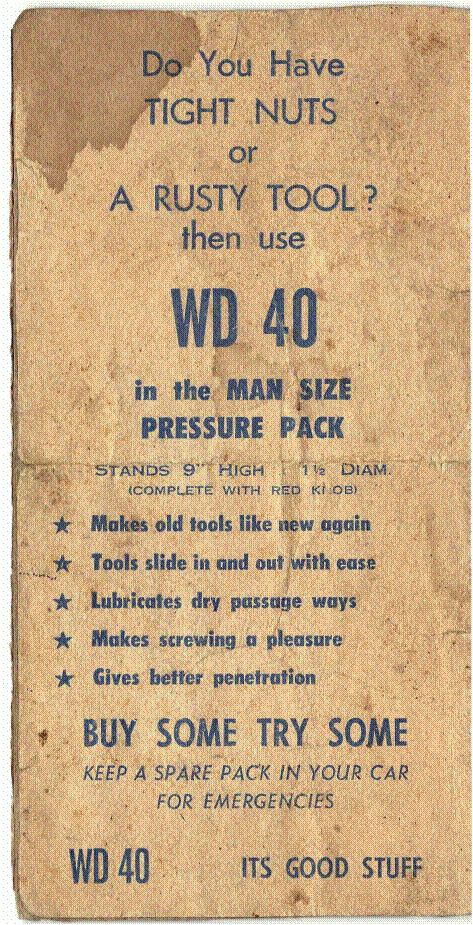 Do You Have
TIGHT NUTS
or
A RUSTY TOOL?
then use
WD 40
in the MAN SIZE
PRESSURE PACK
STANDS 9" HIGH 1½ DIAM.
(COMPLETE WITH RED KNOB)
★ Makes old tools like new again
★ Tools slide in and out with ease
★ Lubricates dry passage ways
★ Makes screwing a pleasure
★ Gives better penetration
BUY SOME TRY SOME
KEEP A SPARE PACK IN YOUR CAR
FOR EMERGENCIES
WD 40 ITS GOOD STUFF